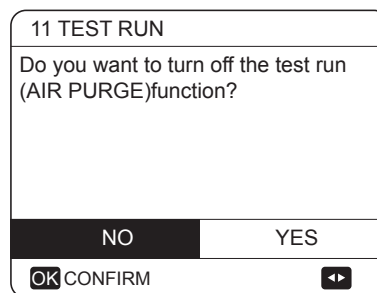 11 TEST RUN
Do you want to turn off the test run
(AIR PURGE)function?
NO YES
OK CONFIRM